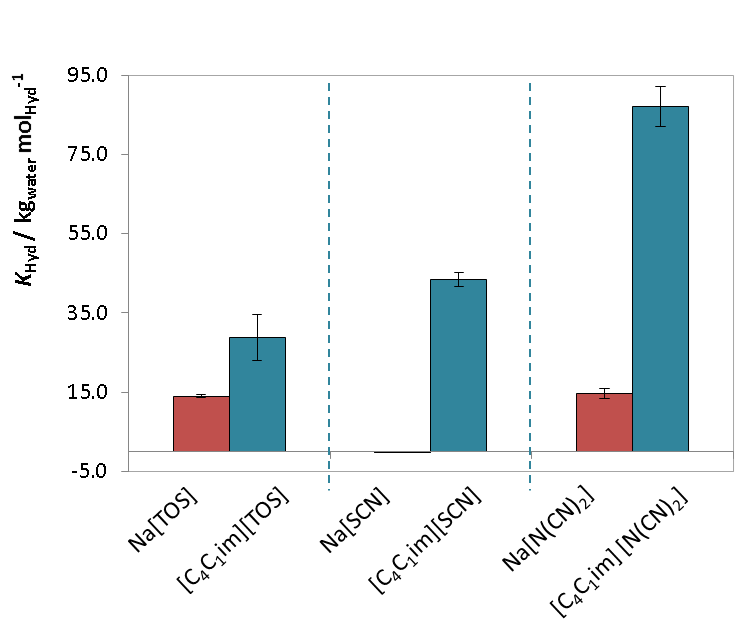 K_Hyd / kg_water mol_Hyd^-1
95.0
75.0
55.0
35.0
15.0
-5.0
Na[TOS]
[C₄C₁im][TOS]
Na[SCN]
[C₄C₁im][SCN]
Na[N(CN)₂]
[C₄C₁im] [N(CN)₂]